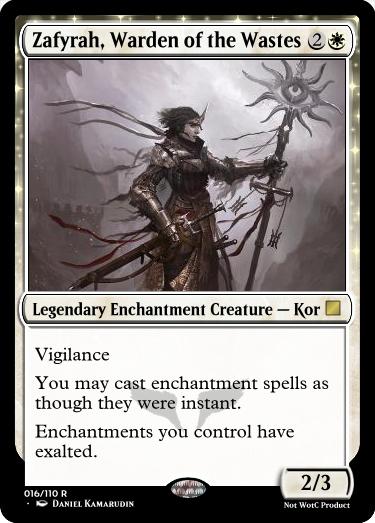 Zafyrah, Warden of the Wastes 2
Legendary Enchantment Creature — Kor
Vigilance
You may cast enchantment spells as
though they were instant.
Enchantments you control have
exalted.
2/3
016/110 R
· DANIEL KAMARUDIN
Not WotC Product